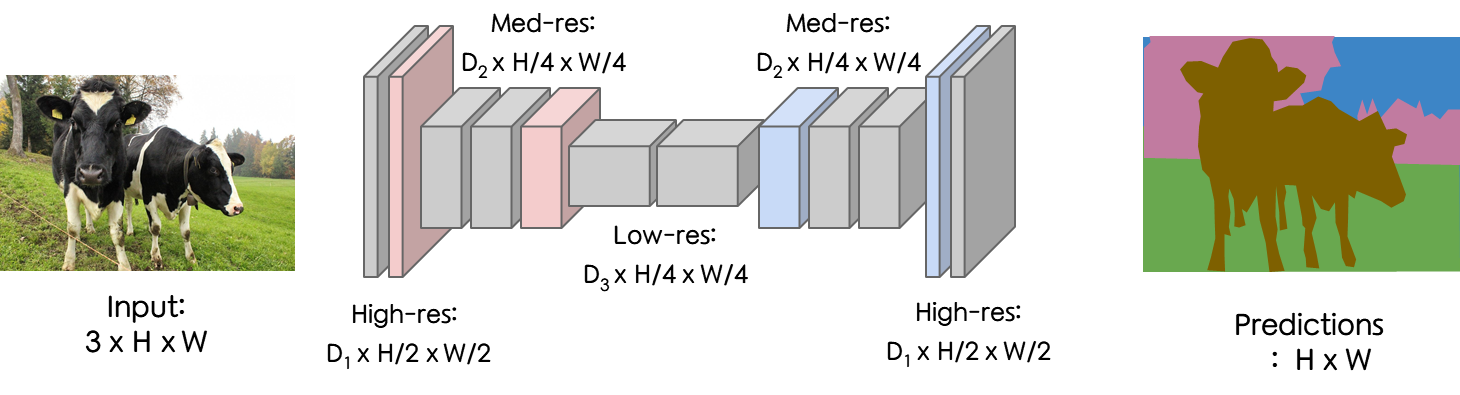 Med-res:
D₂ x H/4 x W/4
Med-res:
D₂ x H/4 x W/4
Low-res:
D₃ x H/4 x W/4
Input:
3 x H x W
High-res:
D₁ x H/2 x W/2
High-res:
D₁ x H/2 x W/2
Predictions
: H x W